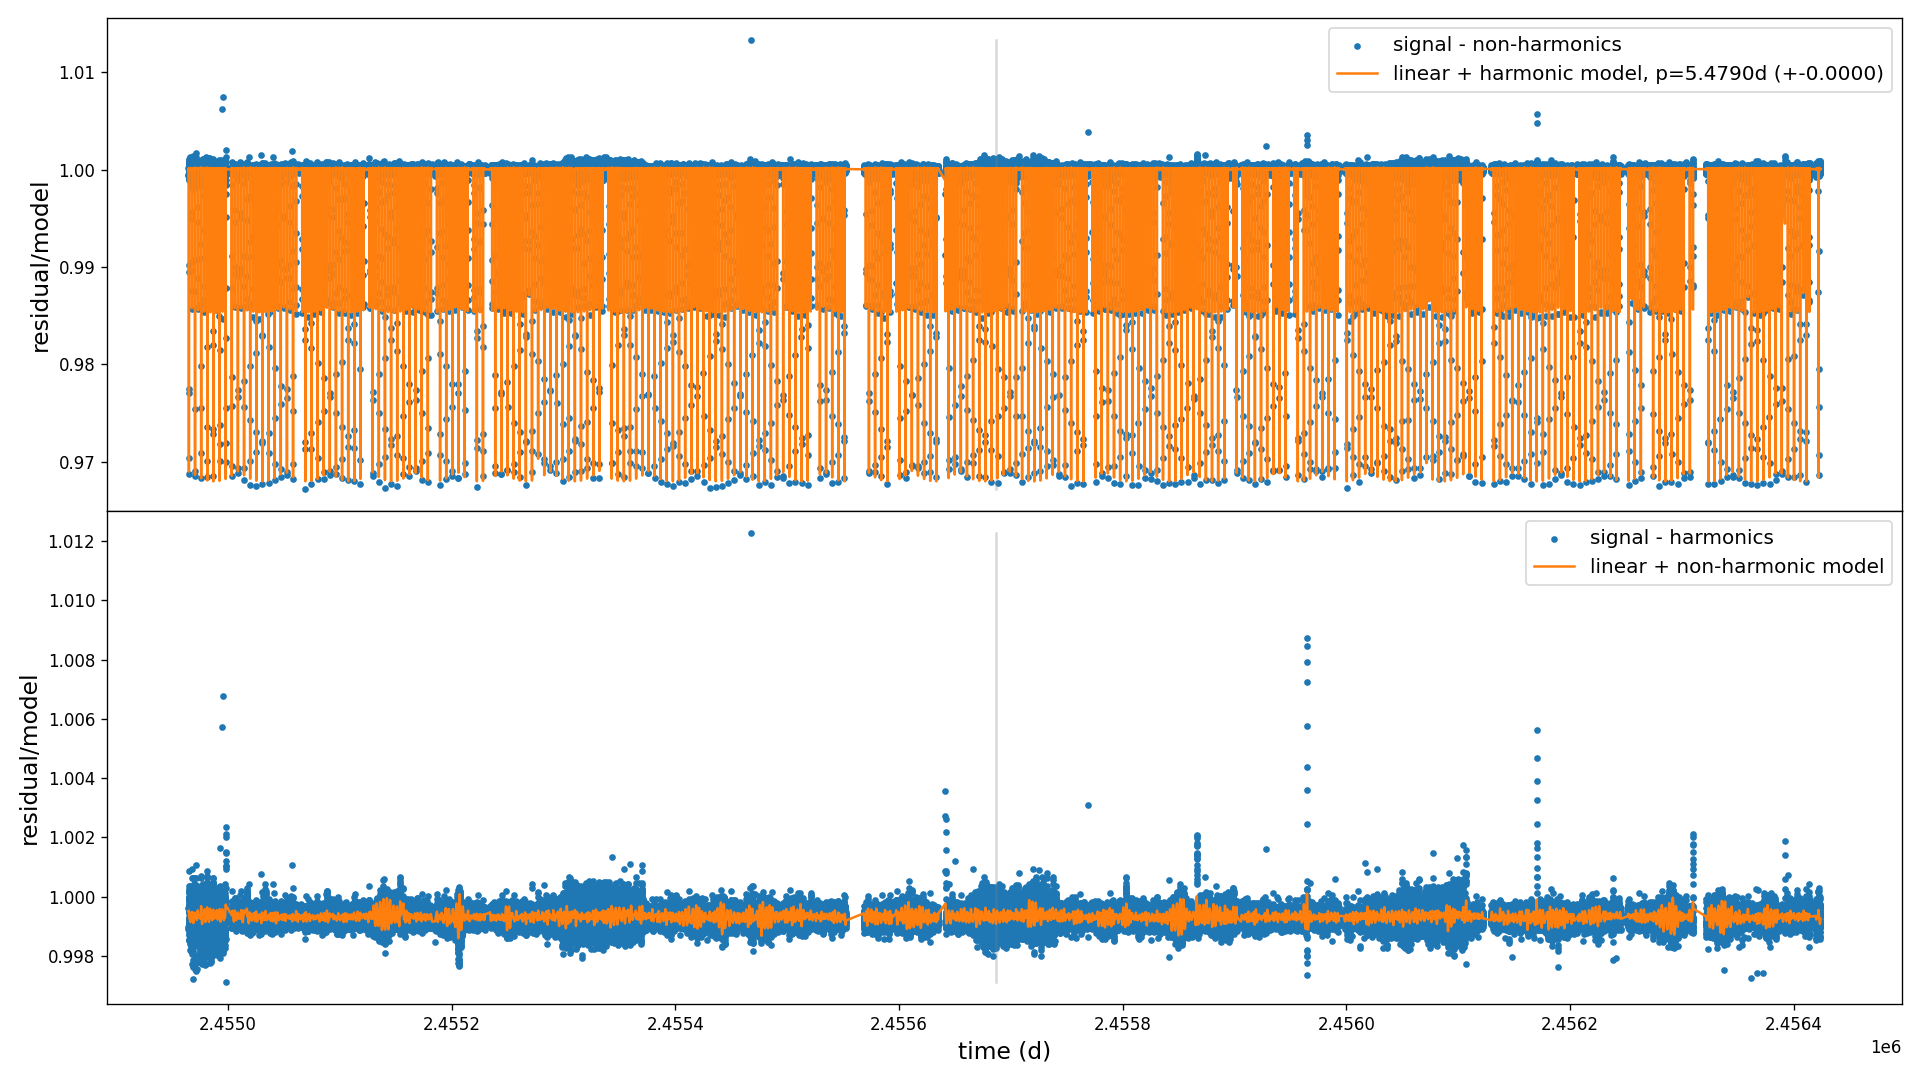 signal - non-harmonics
linear + harmonic model, p=5.4790d (+-0.0000)
residual/model
1.01
1.00
0.99
0.98
0.97
signal - harmonics
linear + non-harmonic model
residual/model
1.012
1.010
1.008
1.006
1.004
1.002
1.000
0.998
2.4550
2.4552
2.4554
2.4556
2.4558
2.4560
2.4562
2.4564
time (d)
1e6